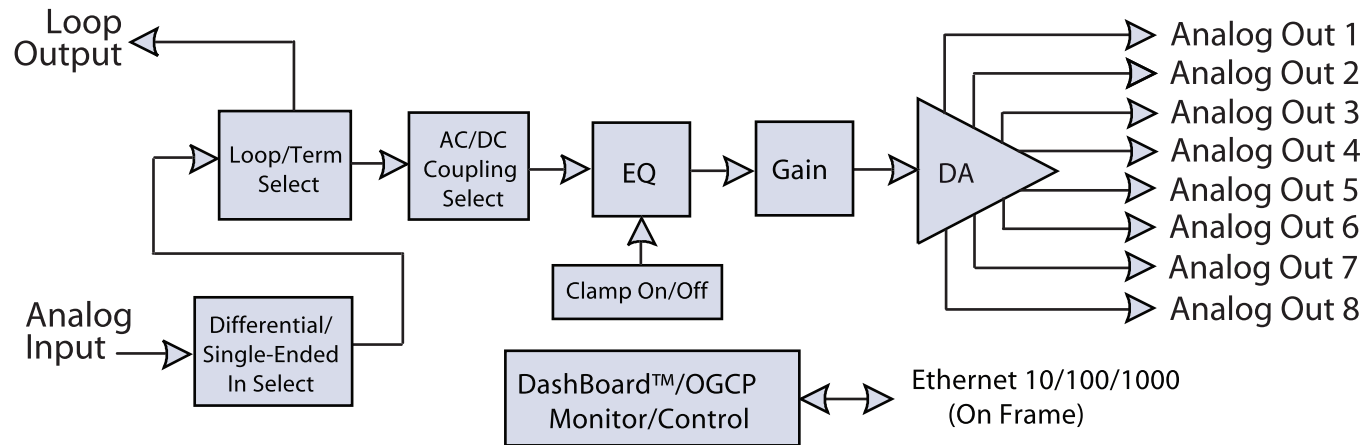 Loop
Output
Loop/Term
Select
AC/DC
Coupling
Select
EQ
Gain
DA
Analog Out 1
Analog Out 2
Analog Out 3
Analog Out 4
Analog Out 5
Analog Out 6
Analog Out 7
Analog Out 8
Clamp On/Off
Analog
Input
Differential/
Single-Ended
In Select
DashBoard™/OGCP
Monitor/Control
Ethernet 10/100/1000
(On Frame)